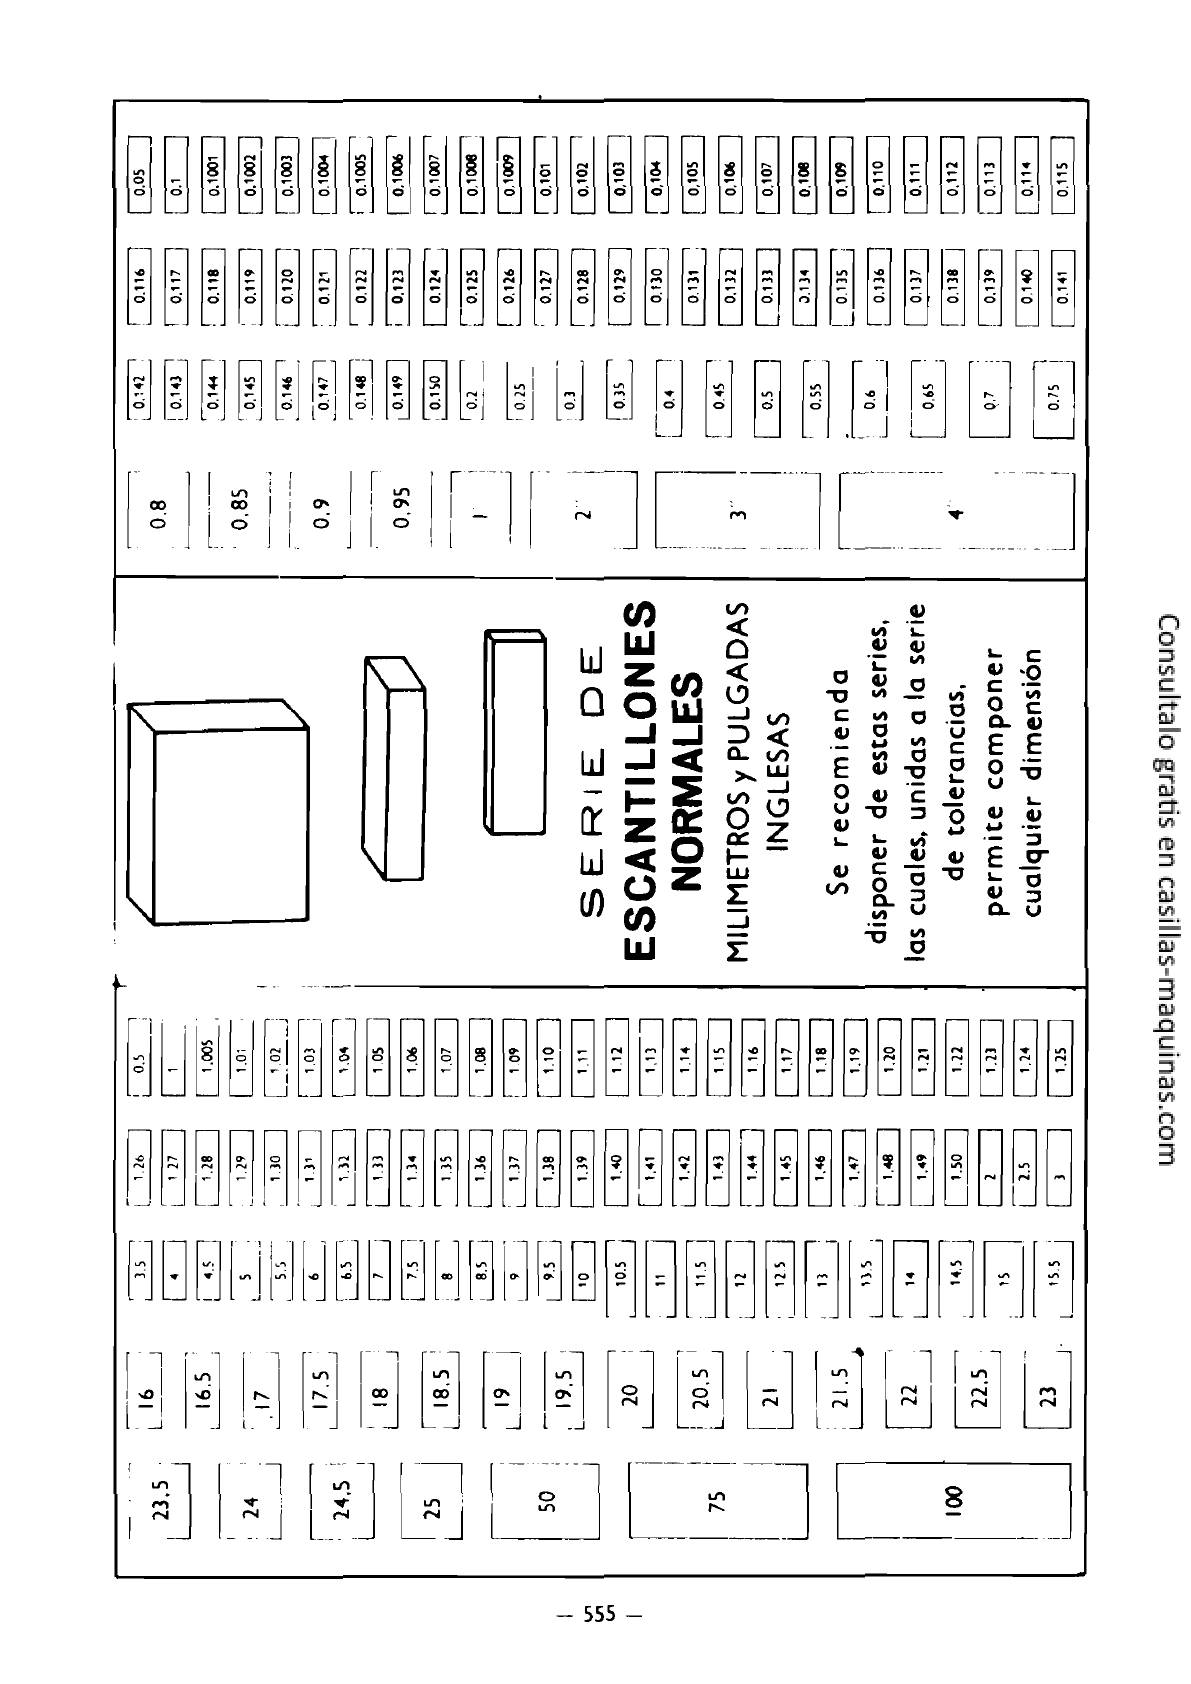 0.05 0.1 0.1001 0.1002 0.1003 0.1004 0.1005 0.1006 0.1007 0.1008 0.1009 0.101 0.102 0.103 0.104 0.105 0.106 0.107 0.108 0.109 0.110 0.111 0.112 0.113 0.114 0.115
0.116 0.117 0.118 0.119 0.120 0.121 0.122 0.123 0.124 0.125 0.126 0.127 0.128 0.129 0.130 0.131 0.132 0.133 0.134 0.135 0.136 0.137 0.138 0.139 0.140 0.141
0.142 0.143 0.144 0.145 0.146 0.147 0.148 0.149 0.150 0.2 0.25 0.3 0.35 0.4 0.45 0.5 0.55 0.6 0.65 0.7 0.75
0.8 0.85 0.9 0.95 1" 2" 3" 4"
SERIE DE
ESCANTILLONES
NORMALES
MILIMETROS y PULGADAS
INGLESAS
Se recomienda
disponer de estas series,
las cuales, unidas a la serie
de tolerancias,
permite componer
cualquier dimensión
0.5 1 1.005 1.01 1.02 1.03 1.04 1.05 1.06 1.07 1.08 1.09 1.10 1.11 1.12 1.13 1.14 1.15 1.16 1.17 1.18 1.19 1.20 1.21 1.22 1.23 1.24 1.25
1.26 1.27 1.28 1.29 1.30 1.31 1.32 1.33 1.34 1.35 1.36 1.37 1.38 1.39 1.40 1.41 1.42 1.43 1.44 1.45 1.46 1.47 1.48 1.49 1.50 2 2.5 3
3.5 4 4.5 5 5.5 6 6.5 7 7.5 8 8.5 9 9.5 10 10.5 11 11.5 12 12.5 13 13.5 14 14.5 15 15.5
16 16.5 17 17.5 18 18.5 19 19.5 20 20.5 21 21.5 22 22.5 23
23.5 24 24.5 25 50 75 100
— 555 —
Consultalo gratis en casillas-maquinas.com